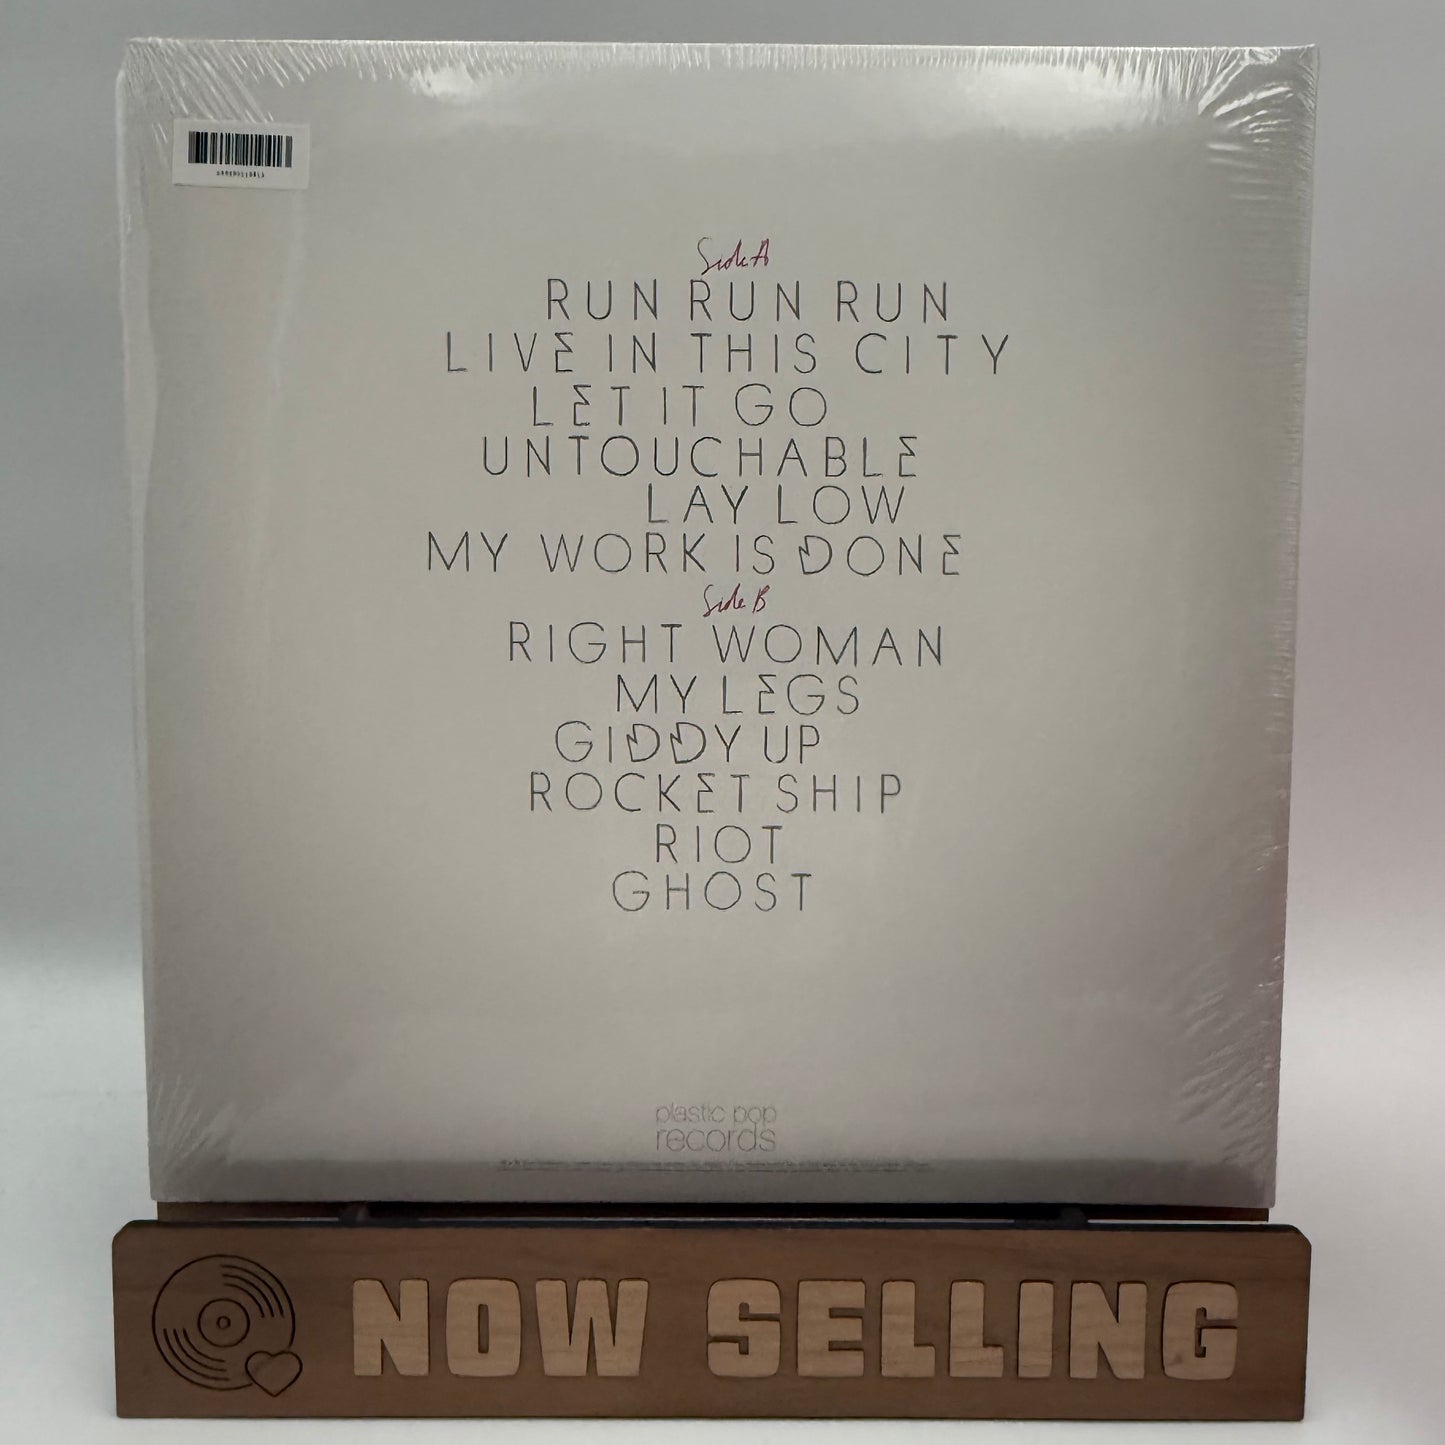 Side A
RUN RUN RUN
LIVE IN THIS CITY
LET IT GO
UNTOUCHABLE
LAY LOW
MY WORK IS DONE
Side B
RIGHT WOMAN
MY LEGS
GIDDY UP
ROCKET SHIP
RIOT
GHOST
plastic pop
records
NOW SELLING